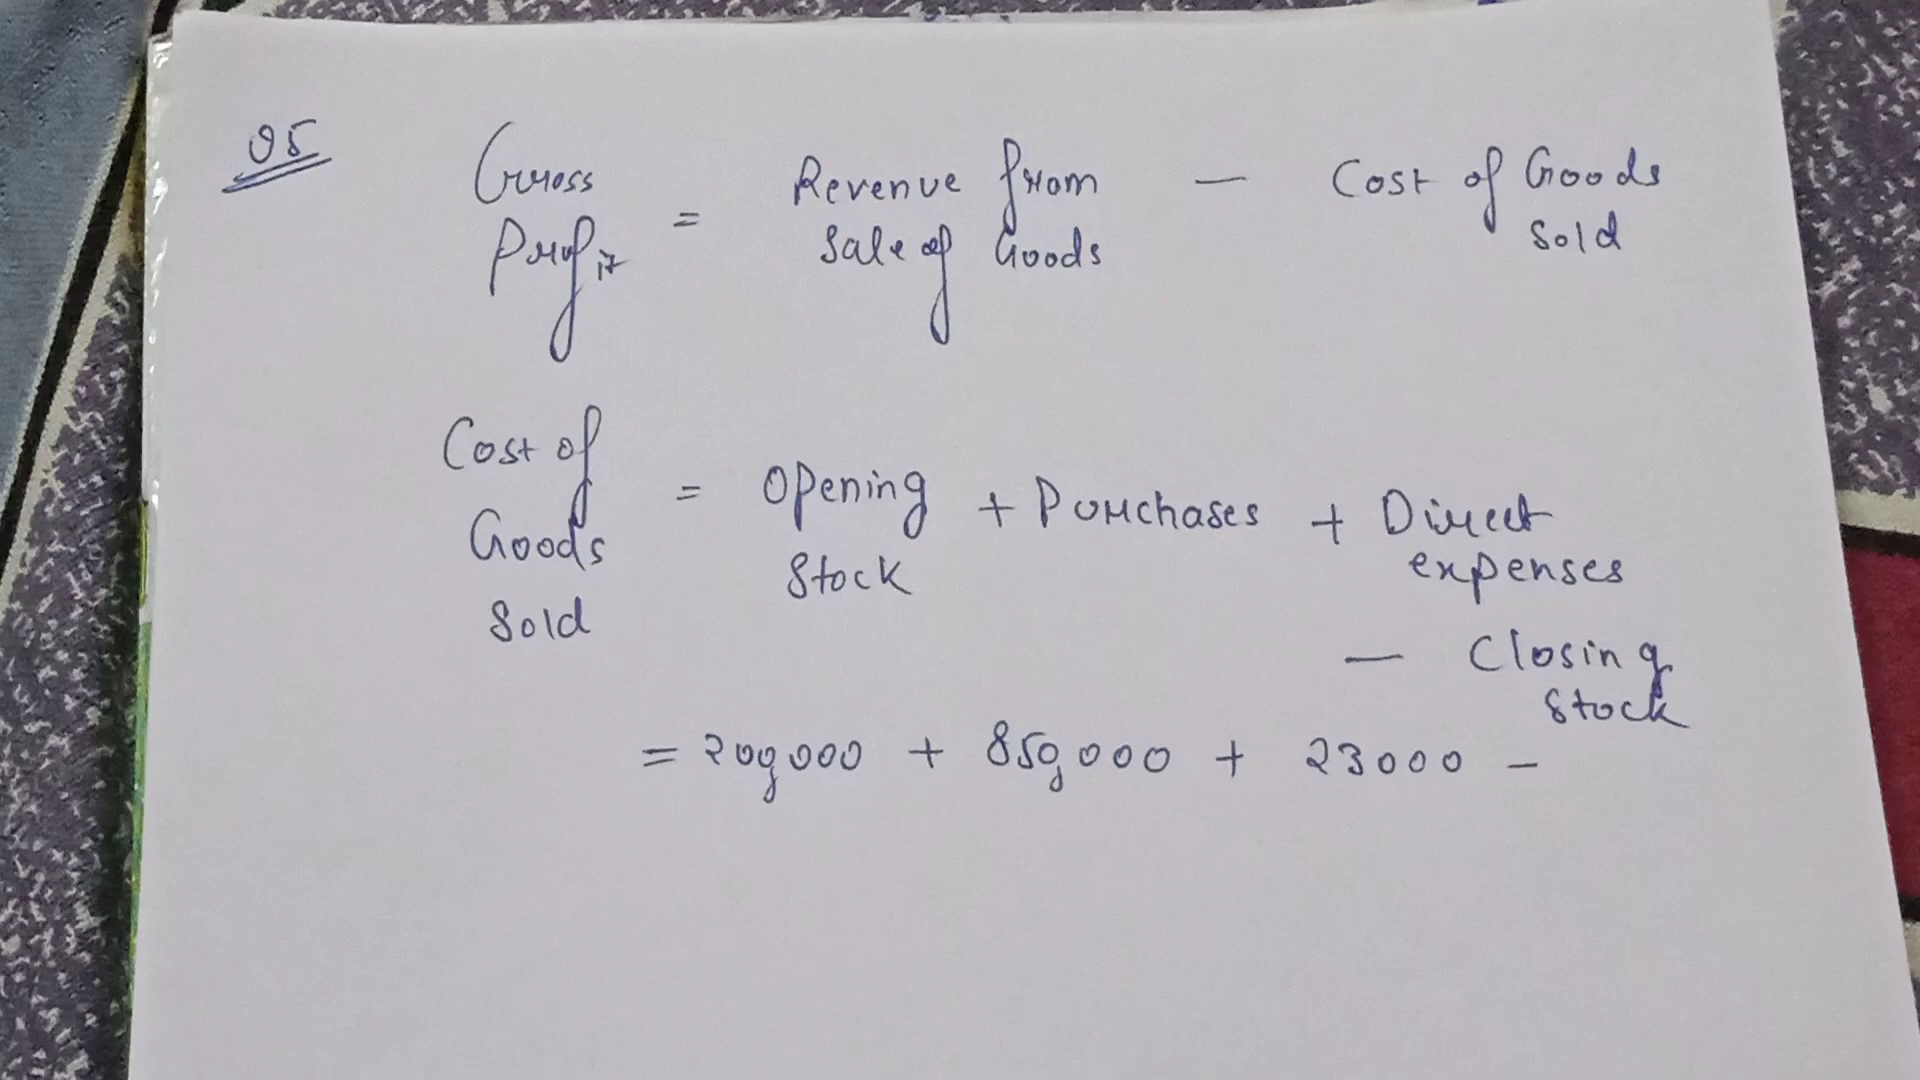 Q5
Gross Profit = Revenue from Sale of Goods — Cost of Goods Sold
Cost of Goods Sold = Opening Stock + Purchases + Direct expenses
— Closing Stock
= 200,000 + 850,000 + 23000 –